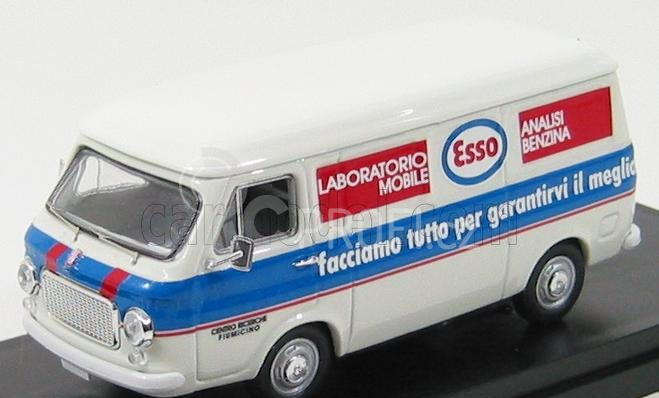 LABORATORIO
MOBILE
Esso
ANALISI
BENZINA
facciamo tutto per garantirvi il meglio
CENTRO RICERCHE
FIUMICINO